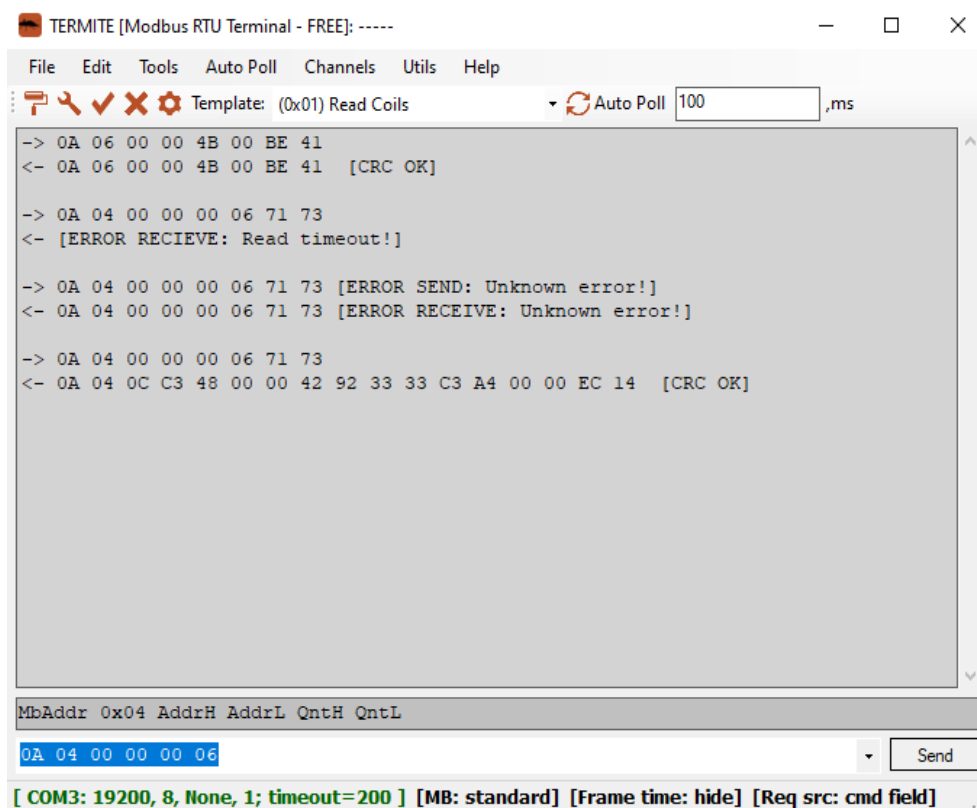 TERMITE [Modbus RTU Terminal - FREE]: -----
File Edit Tools Auto Poll Channels Utils Help
Template: (0x01) Read Coils Auto Poll 100 ,ms
-> 0A 06 00 00 4B 00 BE 41
<- 0A 06 00 00 4B 00 BE 41 [CRC OK]
-> 0A 04 00 00 00 06 71 73
<- [ERROR RECIEVE: Read timeout!]
-> 0A 04 00 00 00 06 71 73 [ERROR SEND: Unknown error!]
<- 0A 04 00 00 00 06 71 73 [ERROR RECEIVE: Unknown error!]
-> 0A 04 00 00 00 06 71 73
<- 0A 04 0C C3 48 00 00 42 92 33 33 C3 A4 00 00 EC 14 [CRC OK]
MbAddr 0x04 AddrH AddrL QntH QntL
0A 04 00 00 00 06
Send
[ COM3: 19200, 8, None, 1; timeout=200 ] [MB: standard] [Frame time: hide] [Req src: cmd field]